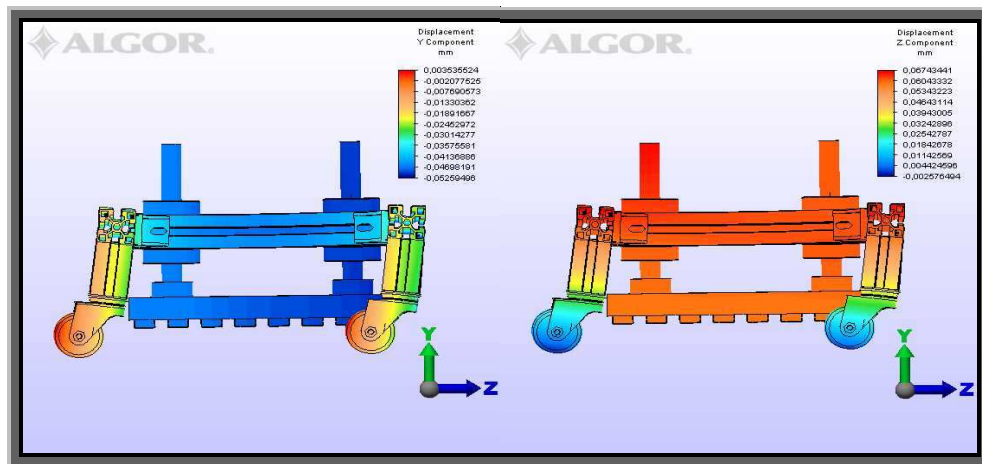 ALGOR.
Displacement
Y Component
mm
0,003535524
-0,002077525
-0,007690573
-0,01330362
-0,01891667
-0,02452972
-0,03014277
-0,03575581
-0,04136886
-0,04698191
-0,05259496
Y
Z
ALGOR.
Displacement
Z Component
mm
0,06743441
0,06043332
0,05343223
0,04643114
0,03943005
0,03242896
0,02542787
0,01842678
0,01142569
0,004424596
-0,002576494
Y
Z